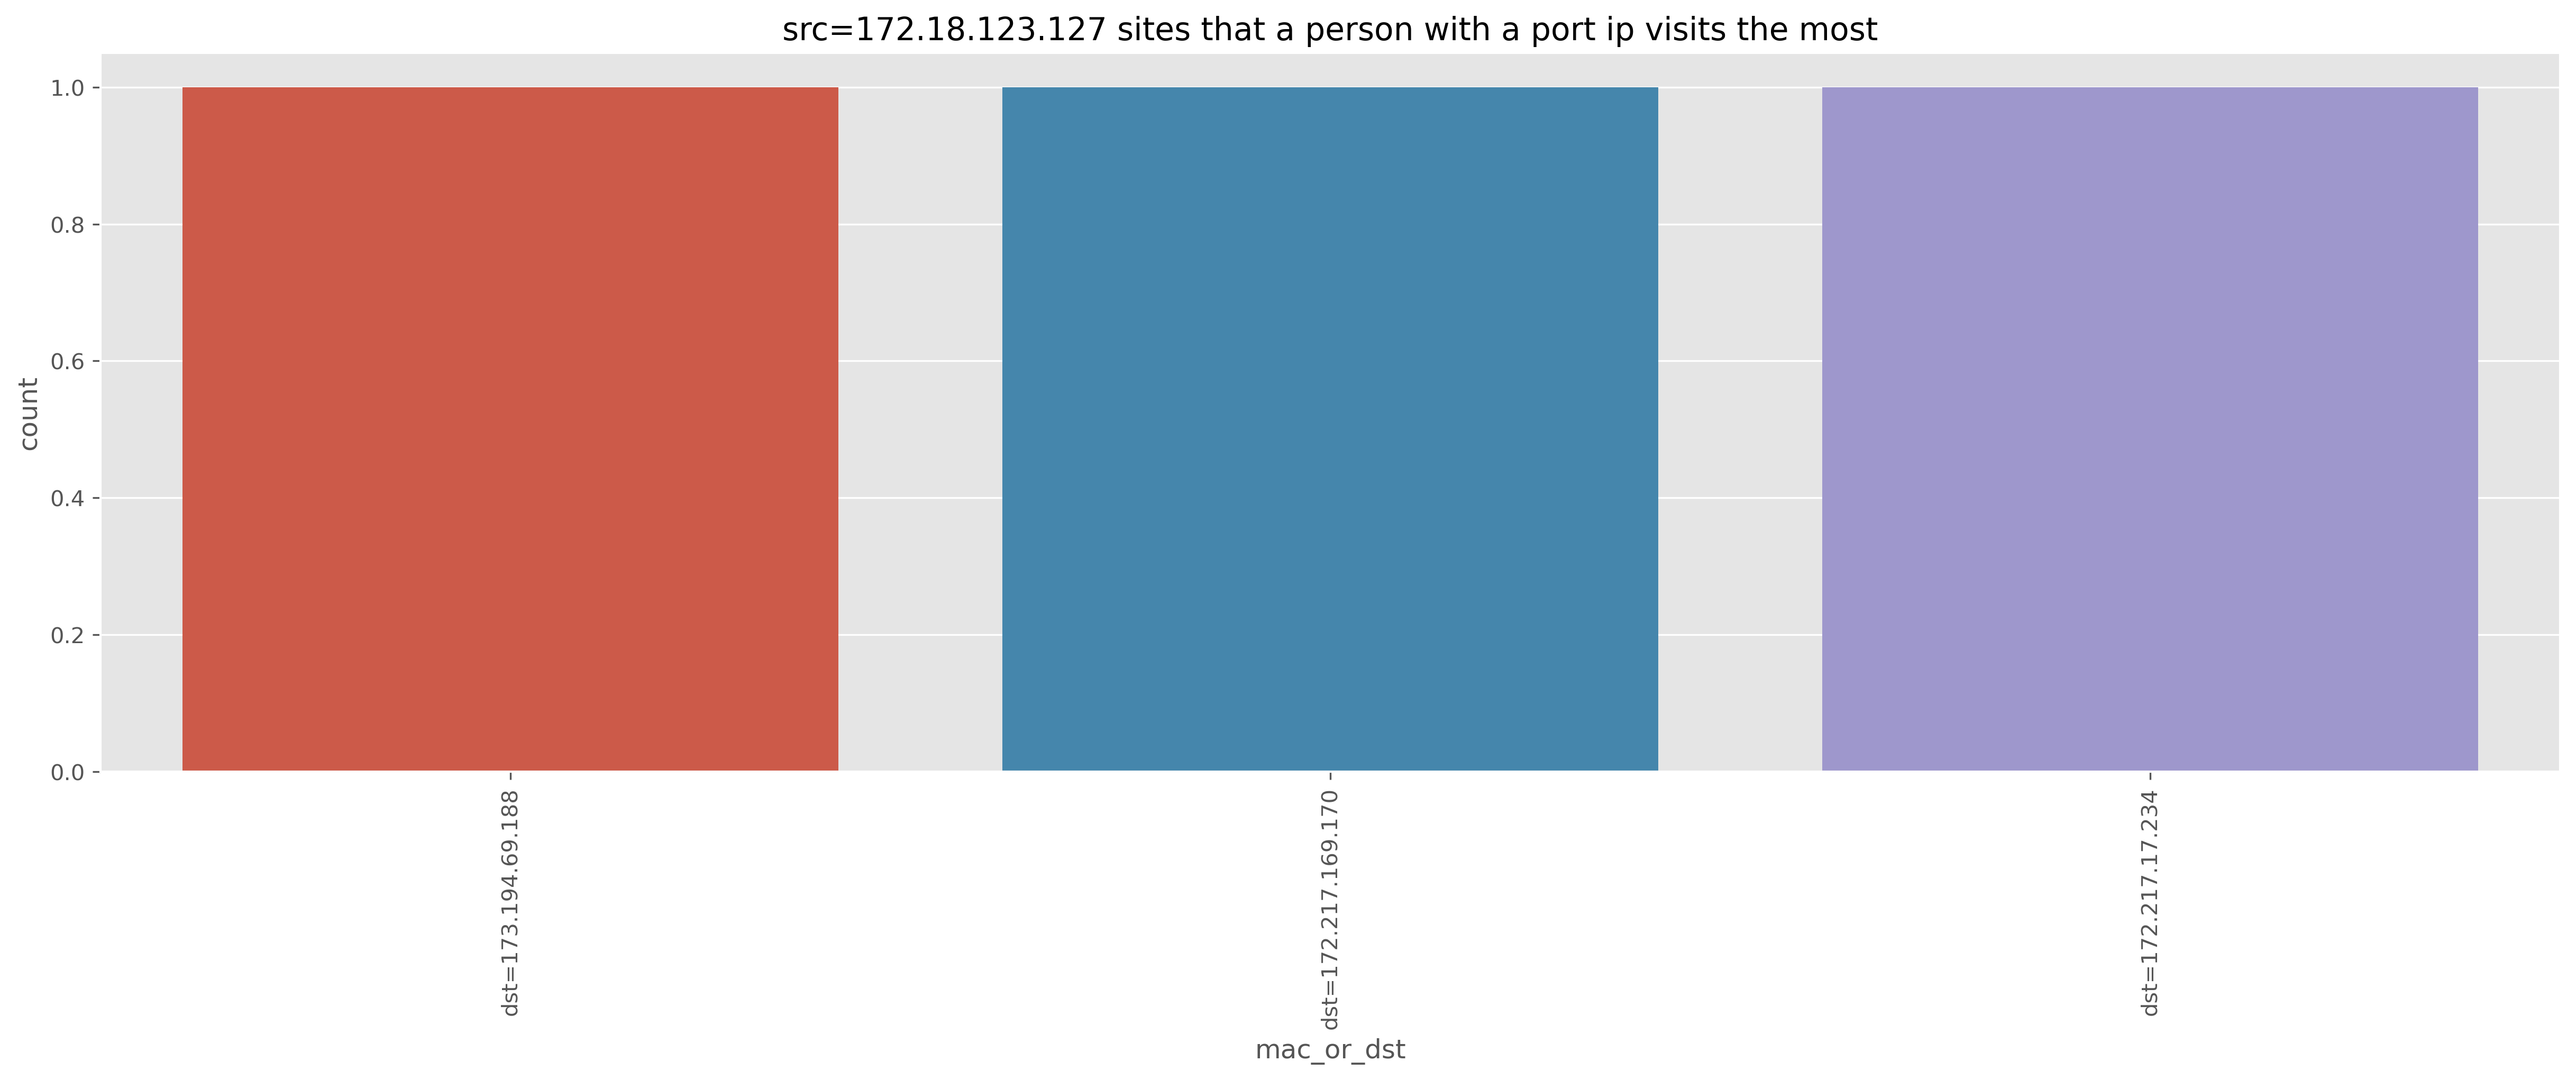 src=172.18.123.127 sites that a person with a port ip visits the most
1.0
0.8
0.6
0.4
0.2
0.0
count
dst=173.194.69.188
dst=172.217.169.170
dst=172.217.17.234
mac_or_dst